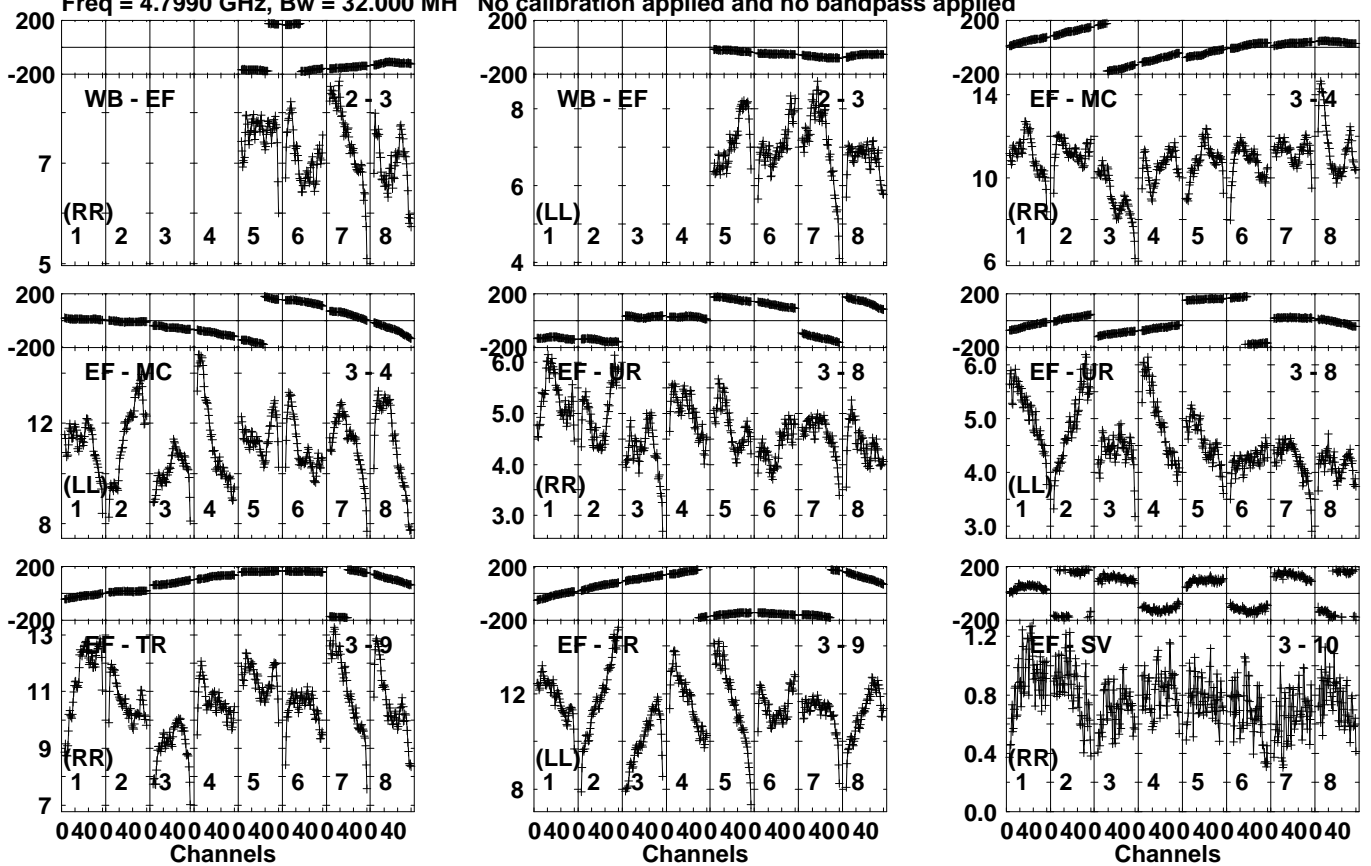 Freq = 4.7990 GHz, Bw = 32.000 MH No calibration applied and no bandpass applied
200
-200
WB - EF 2 - 3
7
5
(RR)
1 2 3 4 5 6 7 8
WB - EF 2 - 3
8
6
4
(LL)
1 2 3 4 5 6 7 8
200
-200
EF - MC 3 - 4
14
10
6
(RR)
1 2 3 4 5 6 7 8
200
-200
EF - MC 3 - 4
12
8
(LL)
1 2 3 4 5 6 7 8
200
-200
EF - UR 3 - 8
6.0
5.0
4.0
3.0
(RR)
1 2 3 4 5 6 7 8
200
-200
EF - UR 3 - 8
6.0
5.0
4.0
3.0
(LL)
1 2 3 4 5 6 7 8
200
-200
EF - TR 3 - 9
13
11
9
7
(RR)
1 2 3 4 5 6 7 8
0 40 0 40 0 40 0 40 0 40 0 40 0 40 0 40
Channels
200
-200
EF - TR 3 - 9
12
8
(LL)
1 2 3 4 5 6 7 8
0 40 0 40 0 40 0 40 0 40 0 40 0 40 0 40
Channels
200
-200
EF - SV 3 - 10
1.2
0.8
0.4
0.0
(RR)
1 2 3 4 5 6 7 8
0 40 0 40 0 40 0 40 0 40 0 40 0 40 0 40
Channels